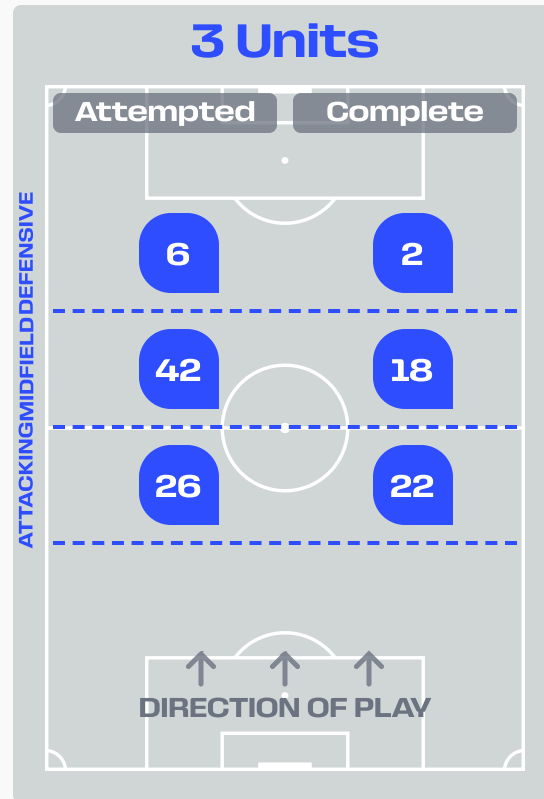 3 Units
Attempted Complete
DEFENSIVE
6 2
MIDFIELD
42 18
ATTACKING
26 22
DIRECTION OF PLAY